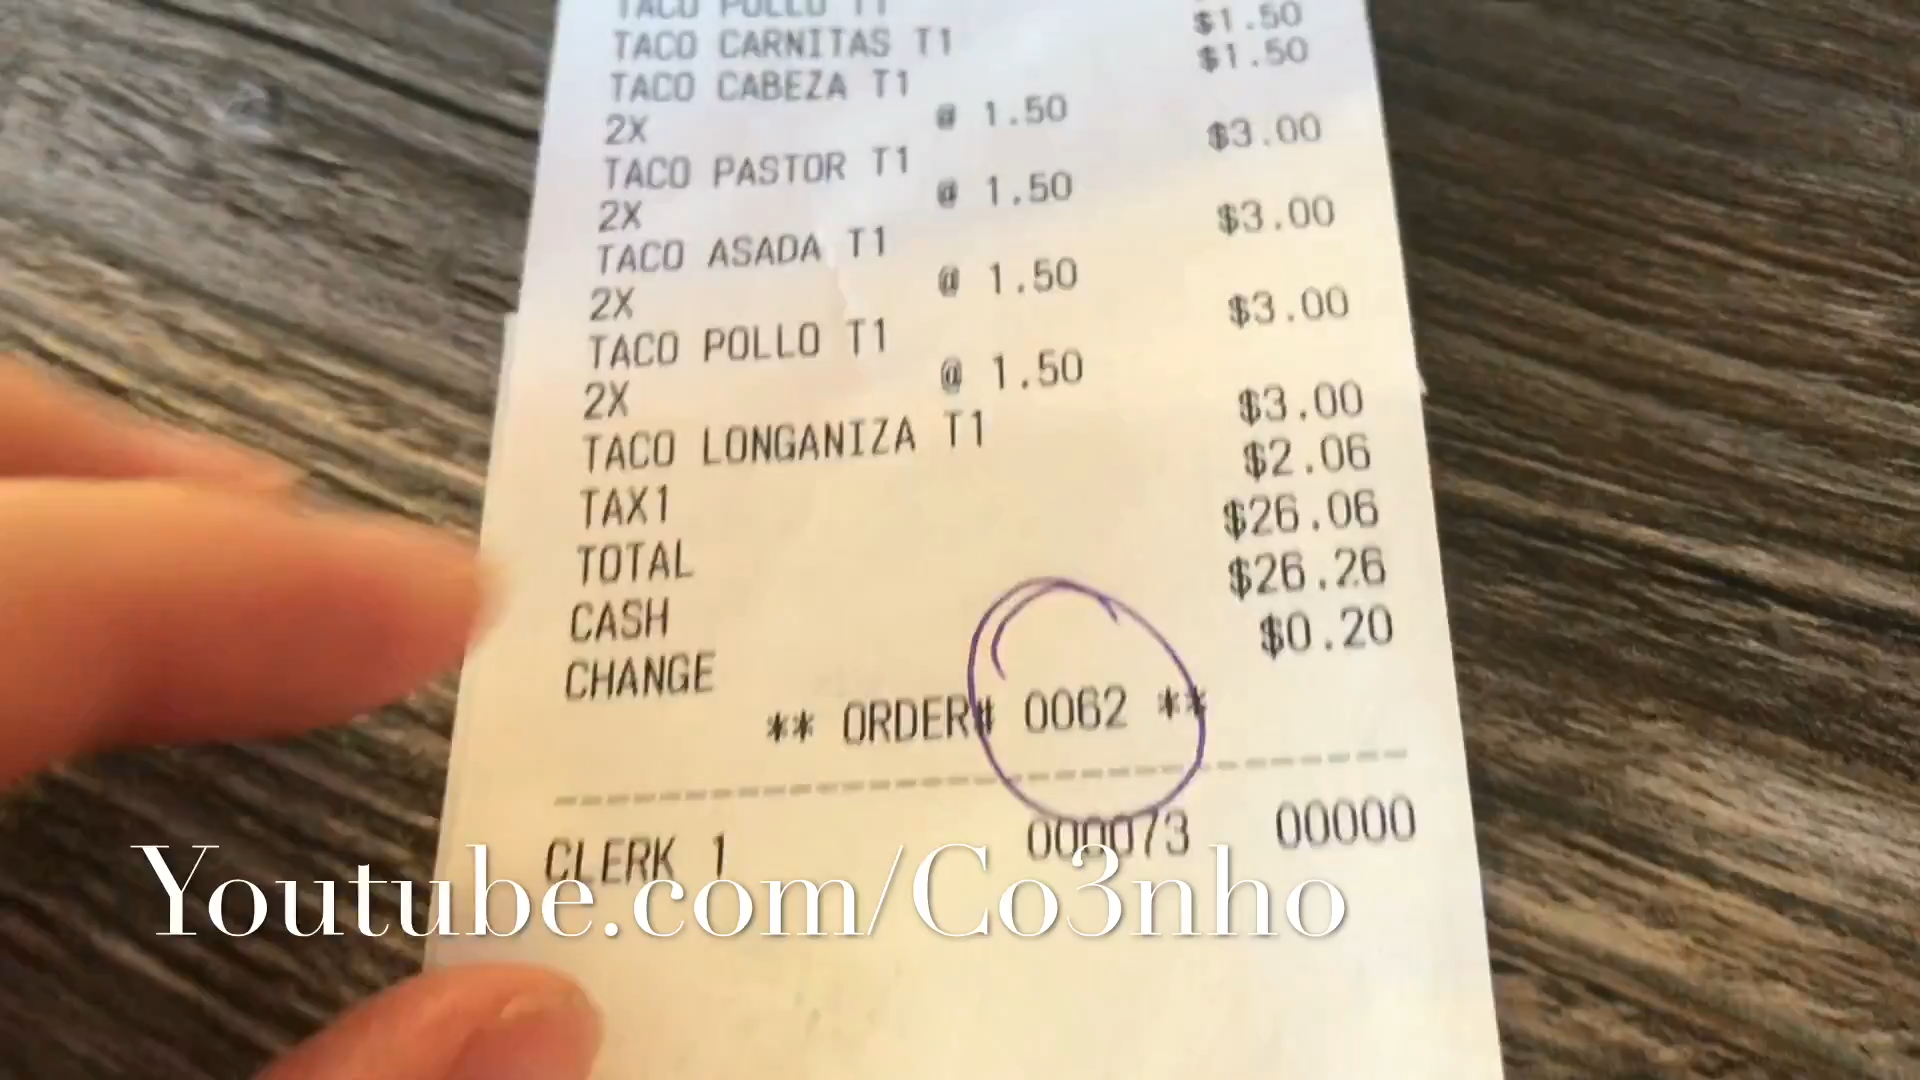 TACO POLLO T1
TACO CARNITAS T1 $1.50
TACO CABEZA T1 $1.50
2X @ 1.50
TACO PASTOR T1 $3.00
2X @ 1.50
TACO ASADA T1 $3.00
2X @ 1.50
TACO POLLO T1 $3.00
2X @ 1.50
TACO LONGANIZA T1 $3.00
TAX1 $2.06
TOTAL $26.06
CASH $26.26
CHANGE $0.20
** ORDER# 0062 **
CLERK 1 000073 00000
Youtube.com/Co3nho